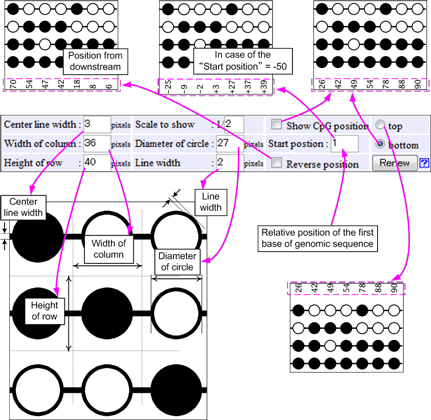 70
54
47
42
18
8
6
Position from
downstream
-25
-9
-2
+3
+27
+37
+39
In case of the
"Start position" = -50
26
42
49
54
78
88
90
Center line width : 3 pixels Scale to show : 1/ 2 Show CpG position top
Width of column : 36 pixels Diameter of circle : 27 pixels Start postion : 1 bottom
Height of row : 40 pixels Line width : 2 pixels Reverse position Renew ?
Center
line width
Line
width
Width of
column
Diameter
of circle
Relative position of the first
base of genomic sequence
Height
of row
26
42
49
54
78
88
90